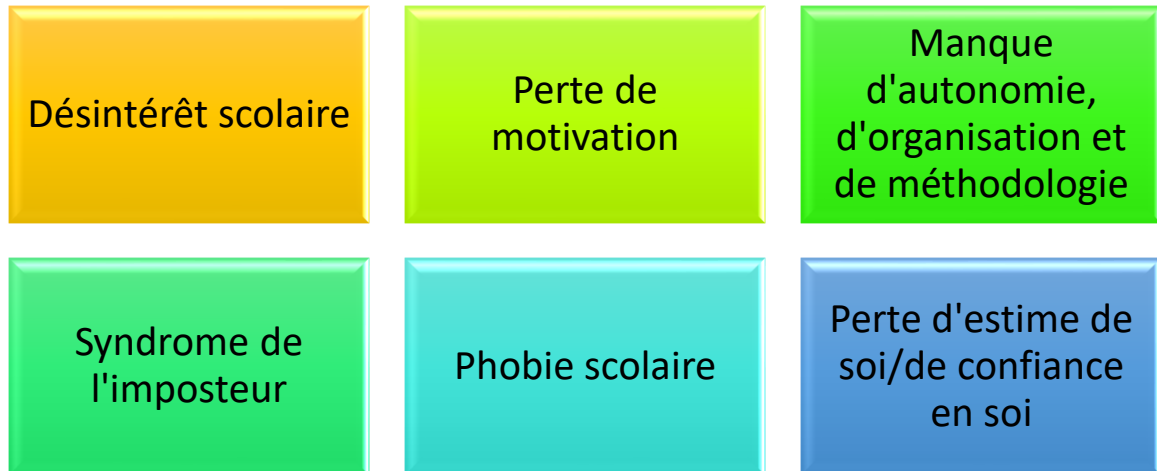 Désintérêt scolaire
Perte de
motivation
Manque
d'autonomie,
d'organisation et
de méthodologie
Syndrome de
l'imposteur
Phobie scolaire
Perte d'estime de
soi/de confiance
en soi